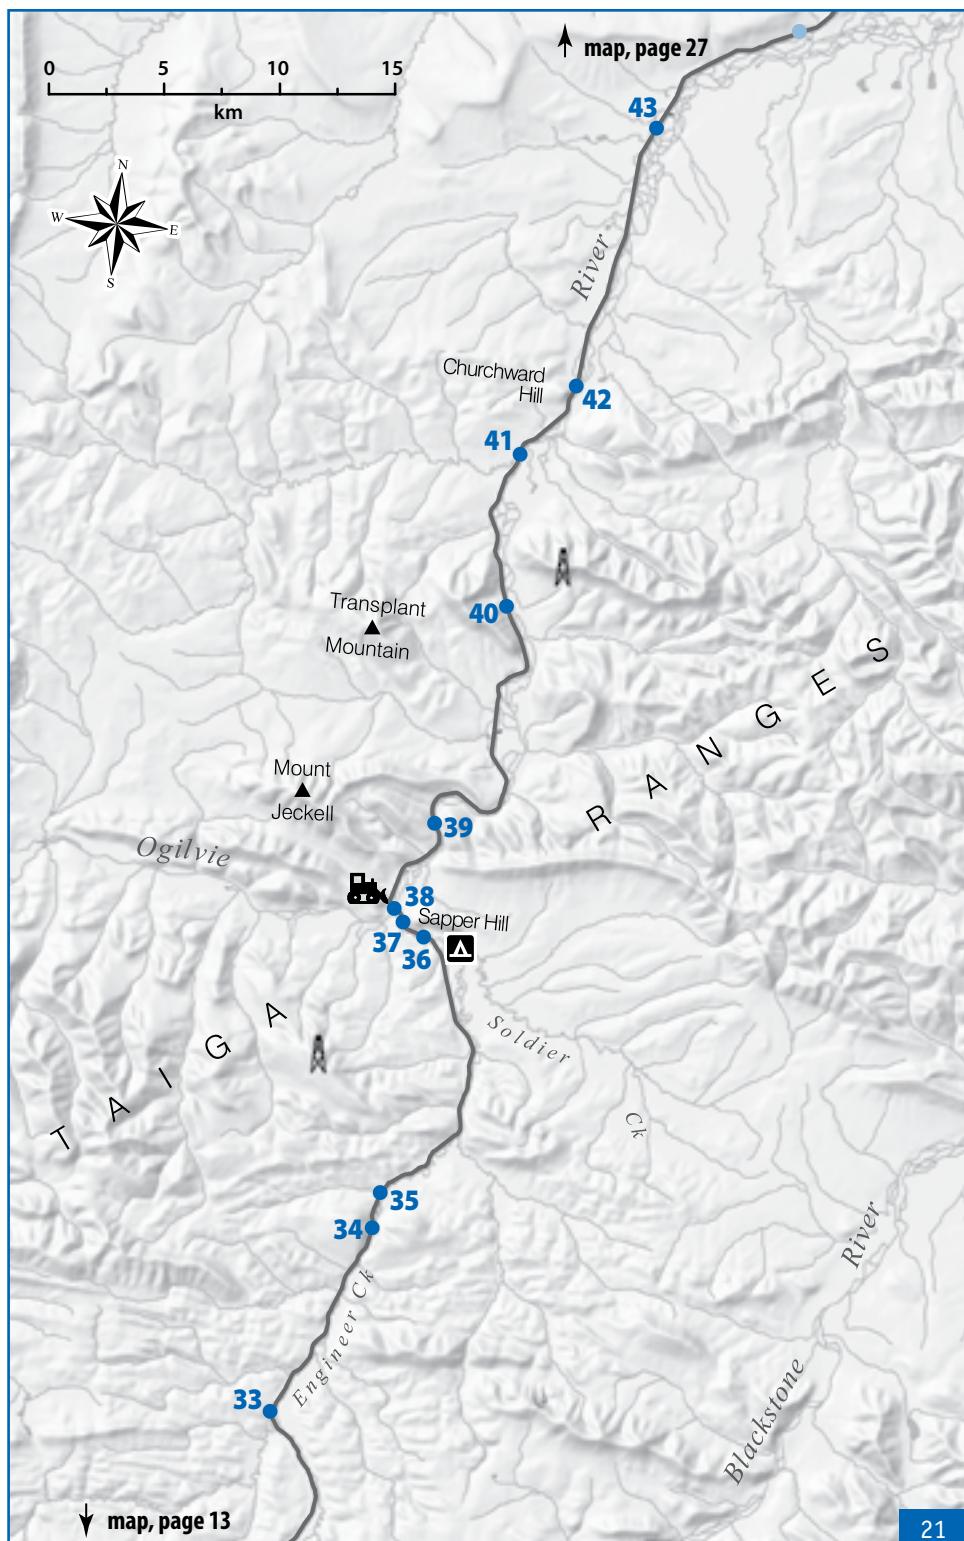 map, page 27
0 5 10 15
km
43
N
W E
S
River
Churchward
Hill
42
41
40
Transplant
Mountain
RANGES
Mount
Jeckell
39
Ogilvie
38
Sapper Hill
37
36
Soldier
Ck
TAIGA
35
34
River
Engineer Ck
33
Blackstone
map, page 13
21